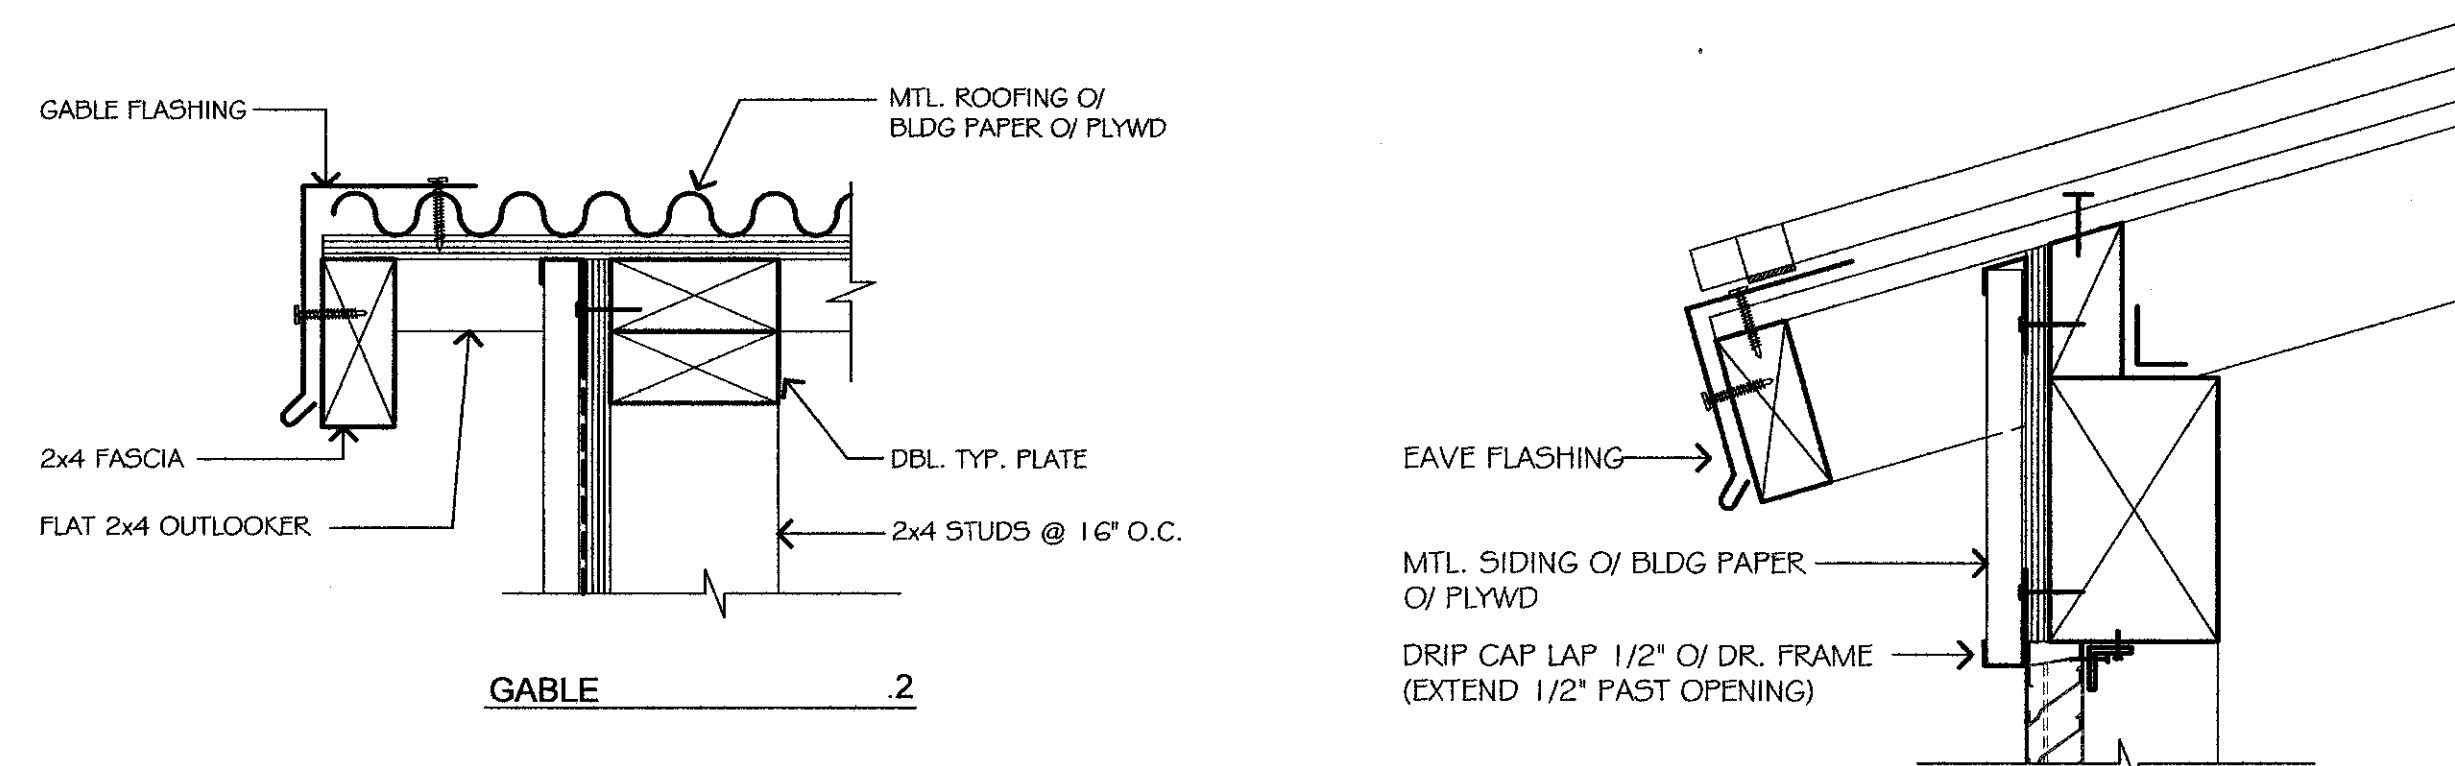 GABLE FLASHING
MTL. ROOFING O/
BLDG PAPER O/ PLYWD
2x4 FASCIA
DBL. TYP. PLATE
FLAT 2x4 OUTLOOKER
2x4 STUDS @ 16" O.C.
GABLE .2
EAVE FLASHING
MTL. SIDING O/ BLDG PAPER
O/ PLYWD
DRIP CAP LAP 1/2" O/ DR. FRAME
(EXTEND 1/2" PAST OPENING)